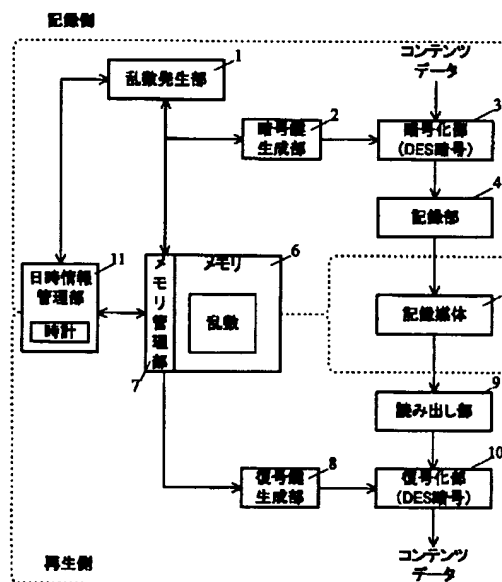 記録側
1
乱数発生部
コンテンツ
データ
2
暗号鍵
生成部
3
暗号化部
(DES暗号)
4
記録部
11
日時情報
管理部
時計
メモリ管理部
7
メモリ
6
乱数
記録媒体
9
読み出し部
8
復号鍵
生成部
10
復号化部
(DES暗号)
再生側
コンテンツ
データ